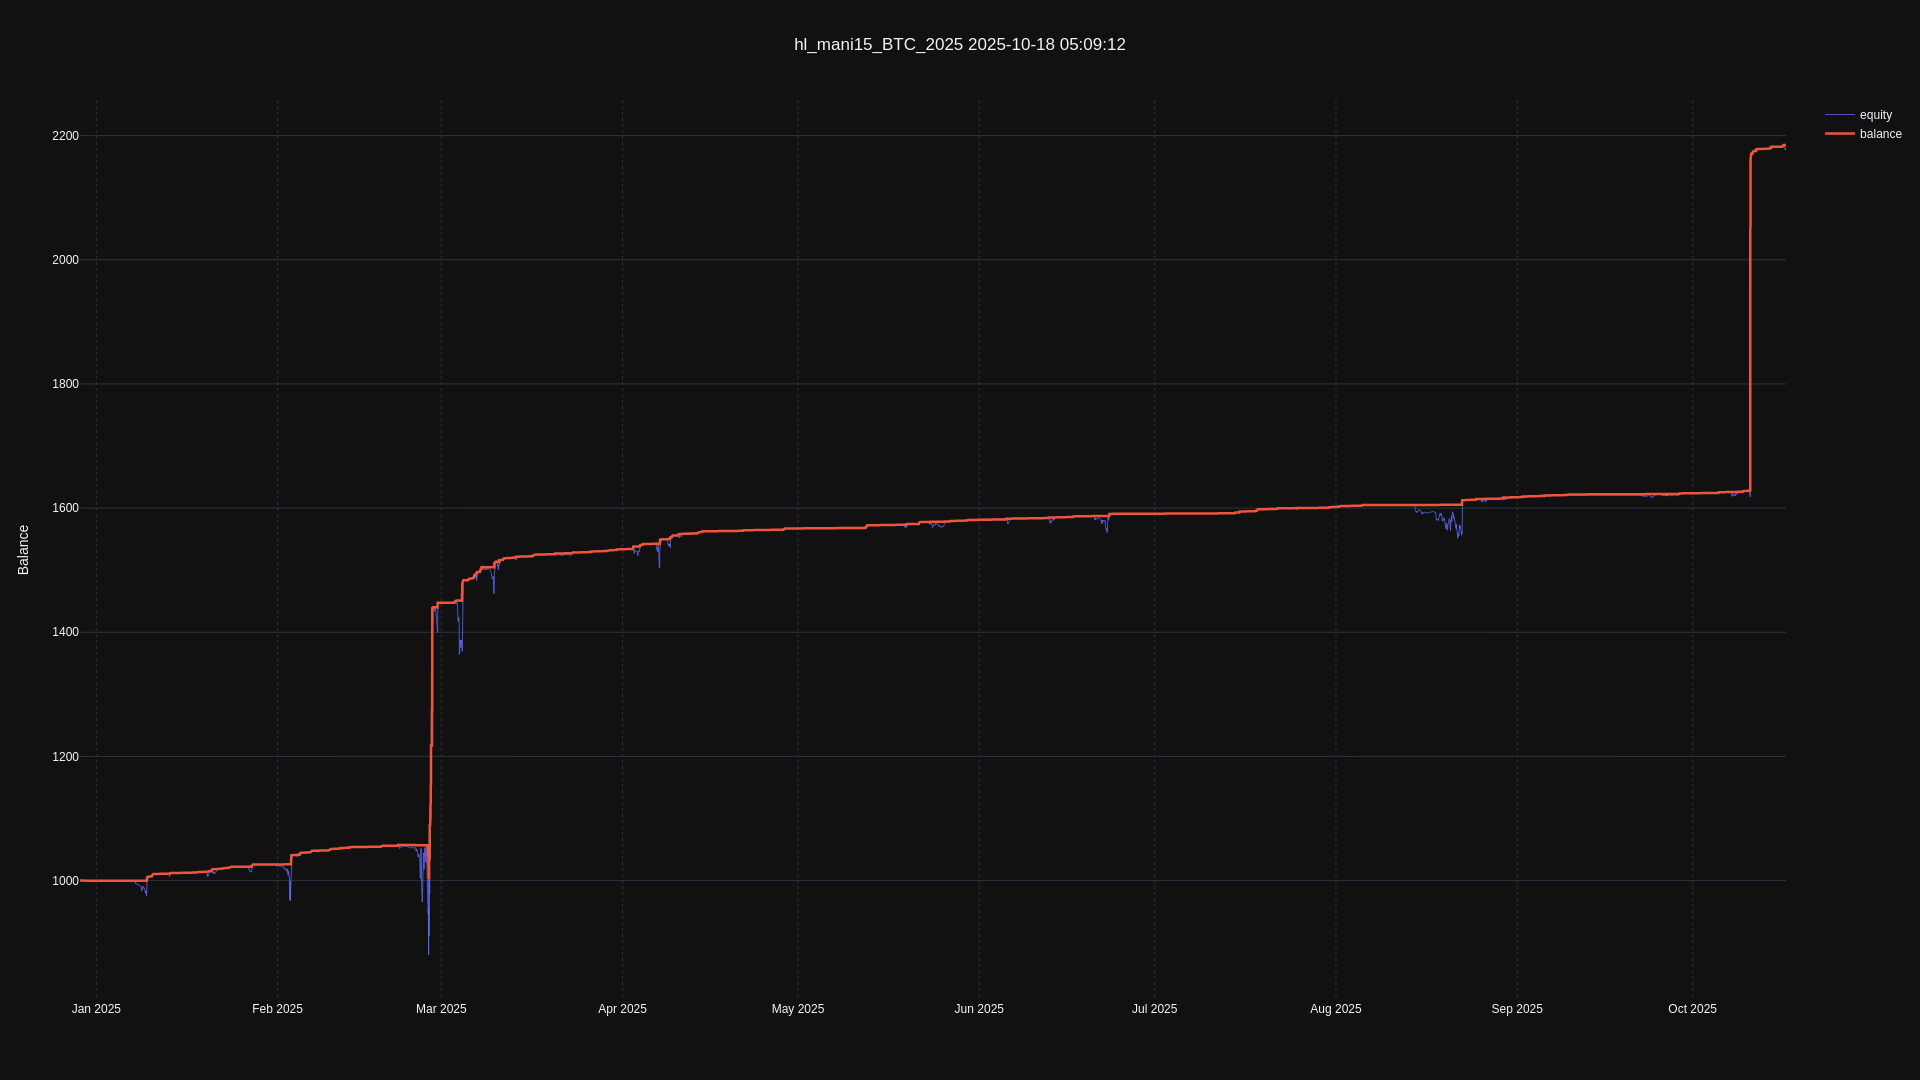 hl_mani15_BTC_2025 2025-10-18 05:09:12
equity
balance
2200
2000
1800
1600
1400
1200
1000
Balance
Jan 2025
Feb 2025
Mar 2025
Apr 2025
May 2025
Jun 2025
Jul 2025
Aug 2025
Sep 2025
Oct 2025